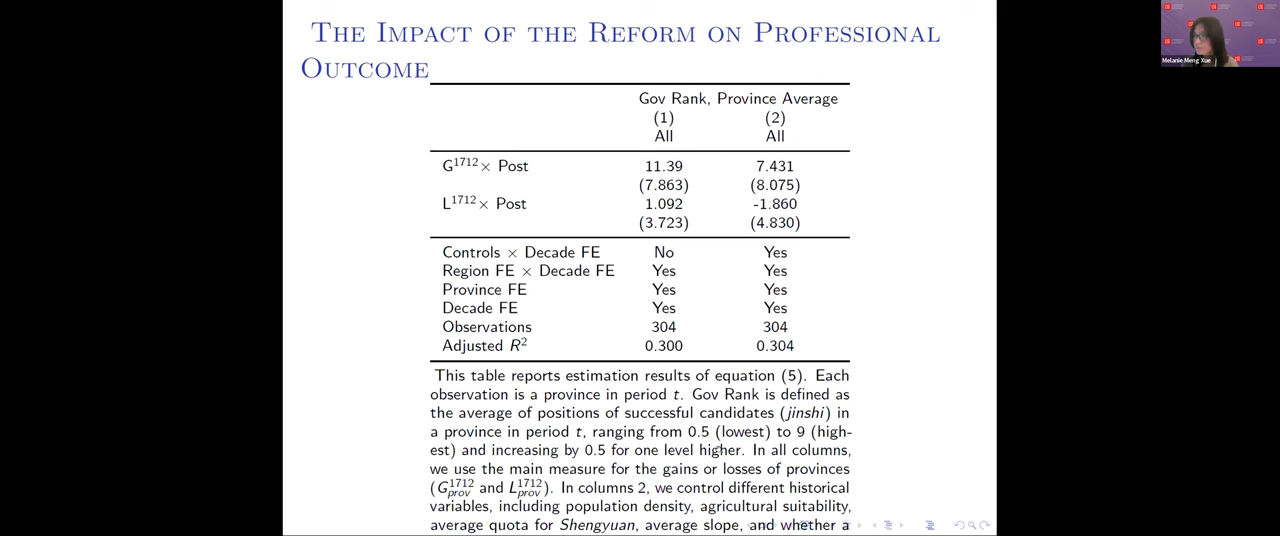 The Impact of the Reform on Professional
Outcome
Gov Rank, Province Average
(1) (2)
All All
G1712× Post 11.39 7.431
(7.863) (8.075)
L1712× Post 1.092 -1.860
(3.723) (4.830)
Controls × Decade FE No Yes
Region FE × Decade FE Yes Yes
Province FE Yes Yes
Decade FE Yes Yes
Observations 304 304
Adjusted R2 0.300 0.304
This table reports estimation results of equation (5). Each
observation is a province in period t. Gov Rank is defined as
the average of positions of successful candidates (jinshi) in
a province in period t, ranging from 0.5 (lowest) to 9 (high-
est) and increasing by 0.5 for one level higher. In all columns,
we use the main measure for the gains or losses of provinces
(G1712prov and L1712prov). In columns 2, we control different historical
variables, including population density, agricultural suitability,
average quota for Shengyuan, average slope, and whether a
Melanie Meng Xue